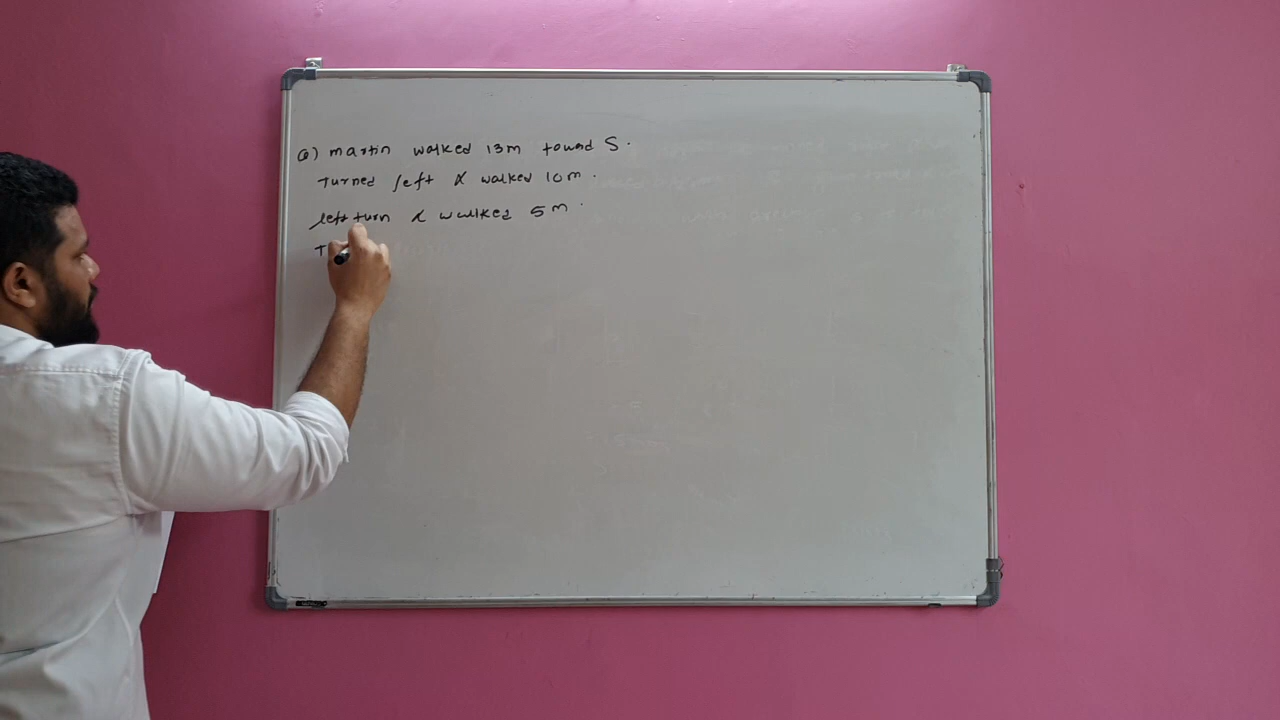 Q) Martin walked 13m toward S.
Turned left & walked 10m.
left turn & walked 5m.
T